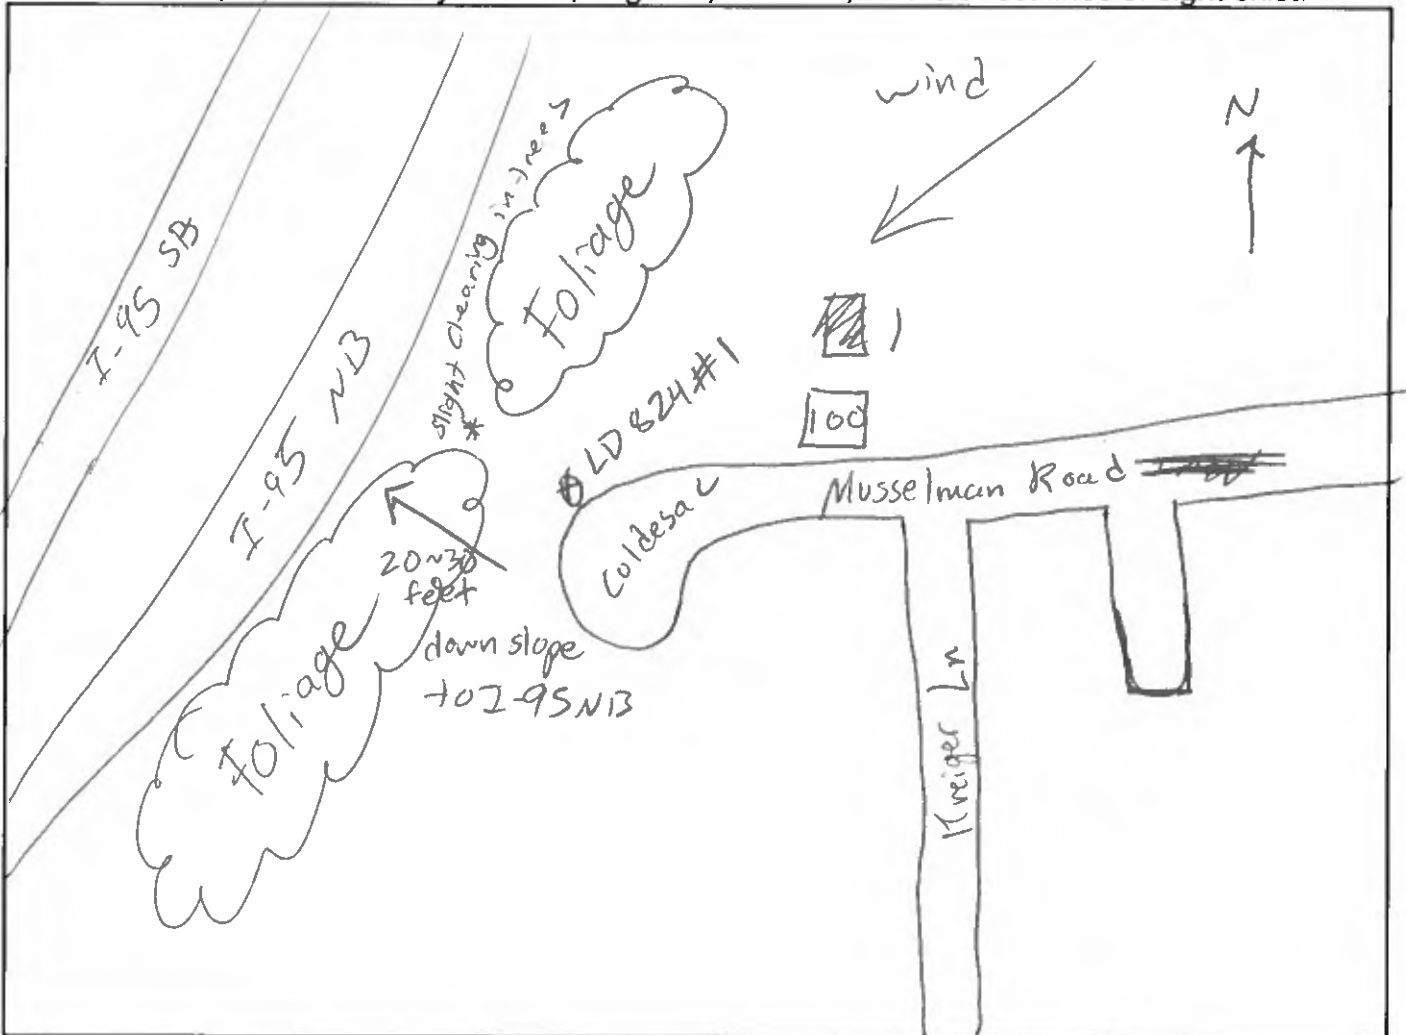 wind
N
slight clearing in trees
Foliage
I-95 SB
I-95 NB
1
LD 824 #1
100
Musselman Road
Culdesac
20~30
feet
down slope
to I-95 NB
Foliage
Kreiger Ln